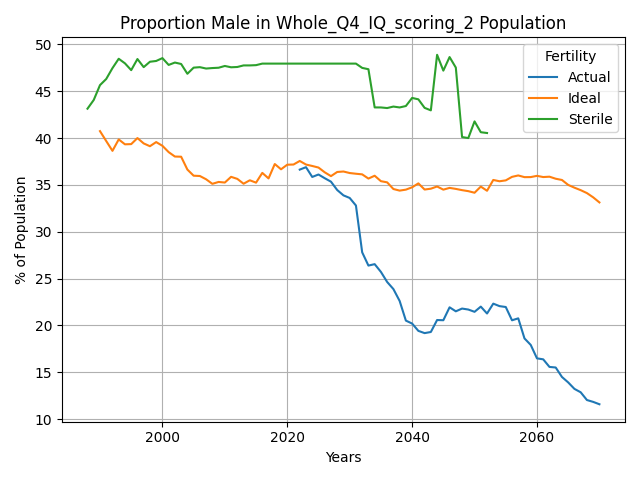 Proportion Male in Whole_Q4_IQ_scoring_2 Population
% of Population
50
45
40
35
30
25
20
15
10
Fertility
Actual
Ideal
Sterile
2000
2020
2040
2060
Years